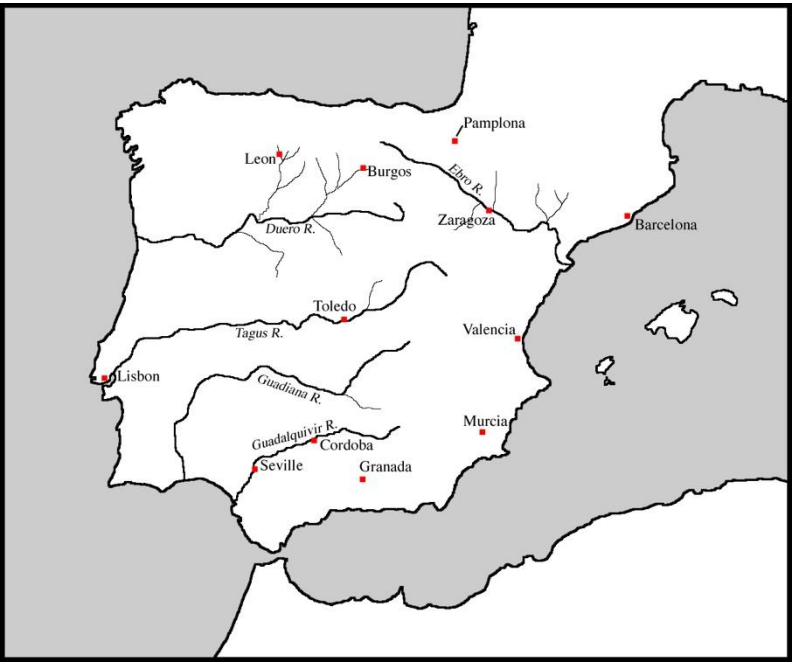 Pamplona
Leon
Burgos
Ebro R.
Zaragoza
Barcelona
Duero R.
Toledo
Tagus R.
Valencia
Lisbon
Guadiana R.
Murcia
Guadalquivir R.
Cordoba
Seville
Granada